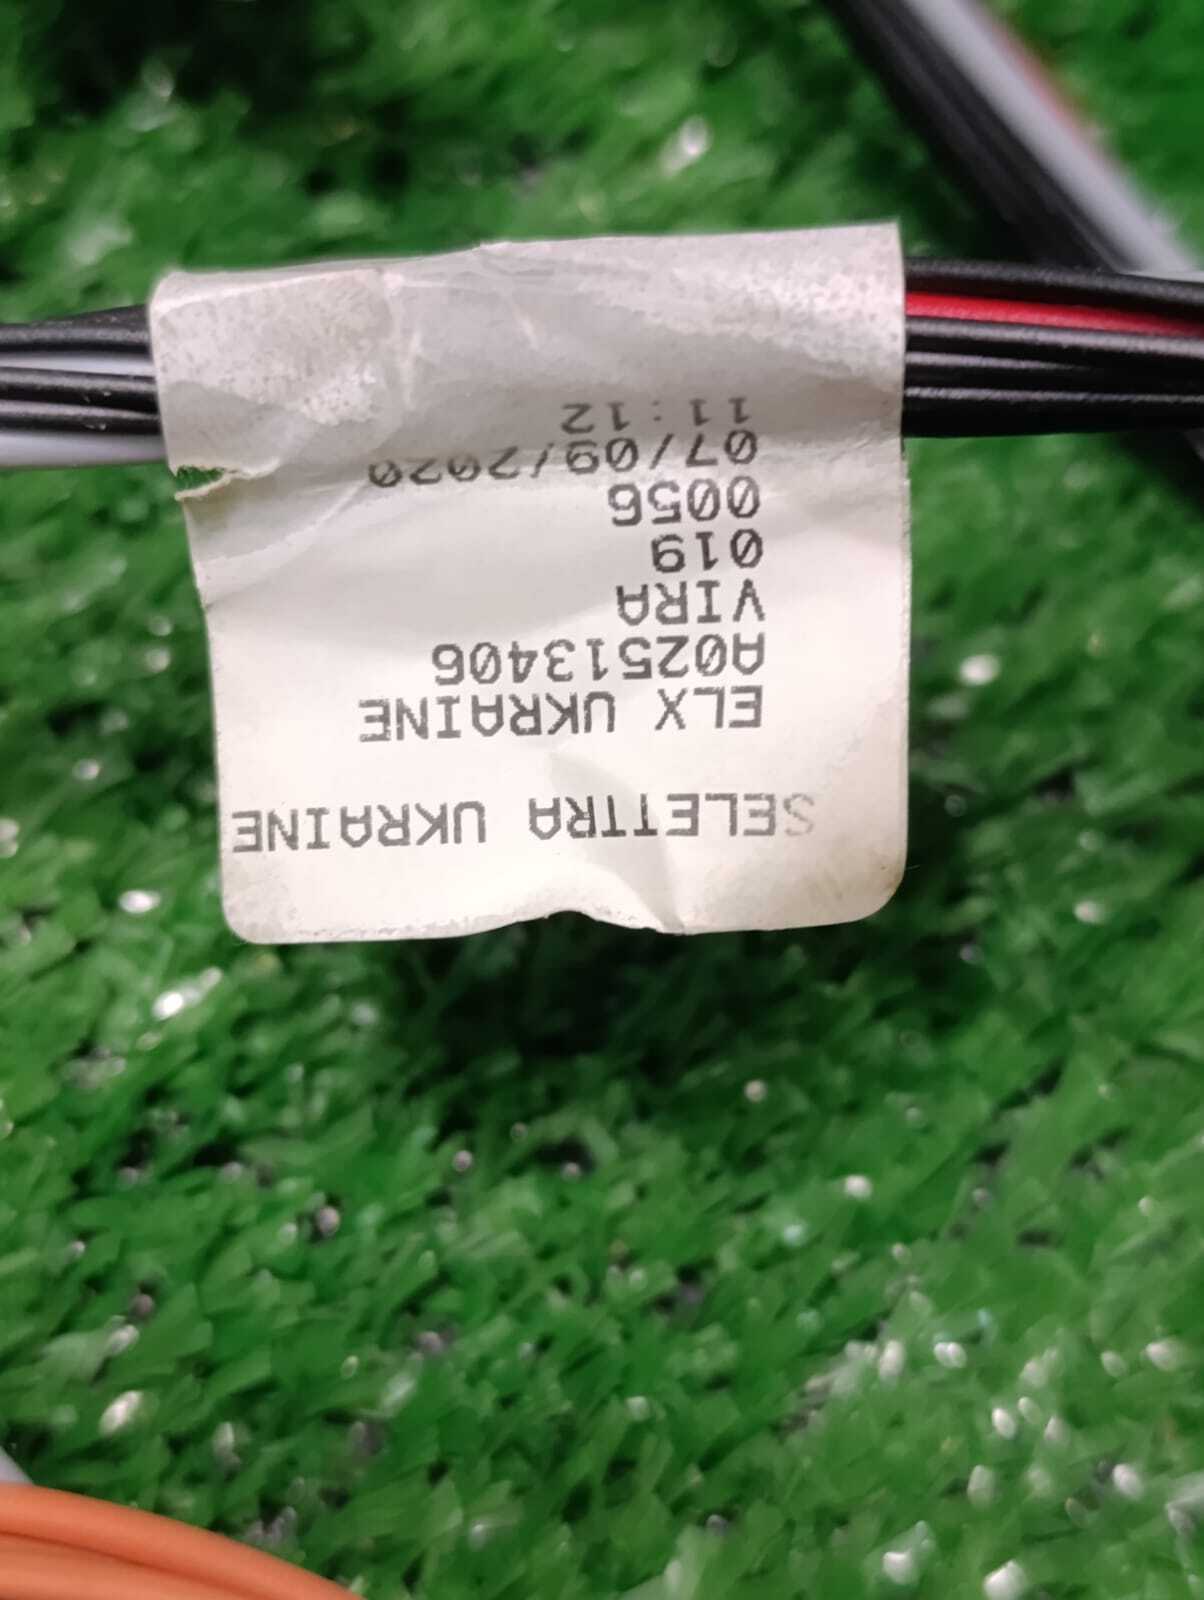 SELETTRA UKRAINE
ELX UKRAINE
A02513406
VIRA
019
0056
07/09/2020
11:12